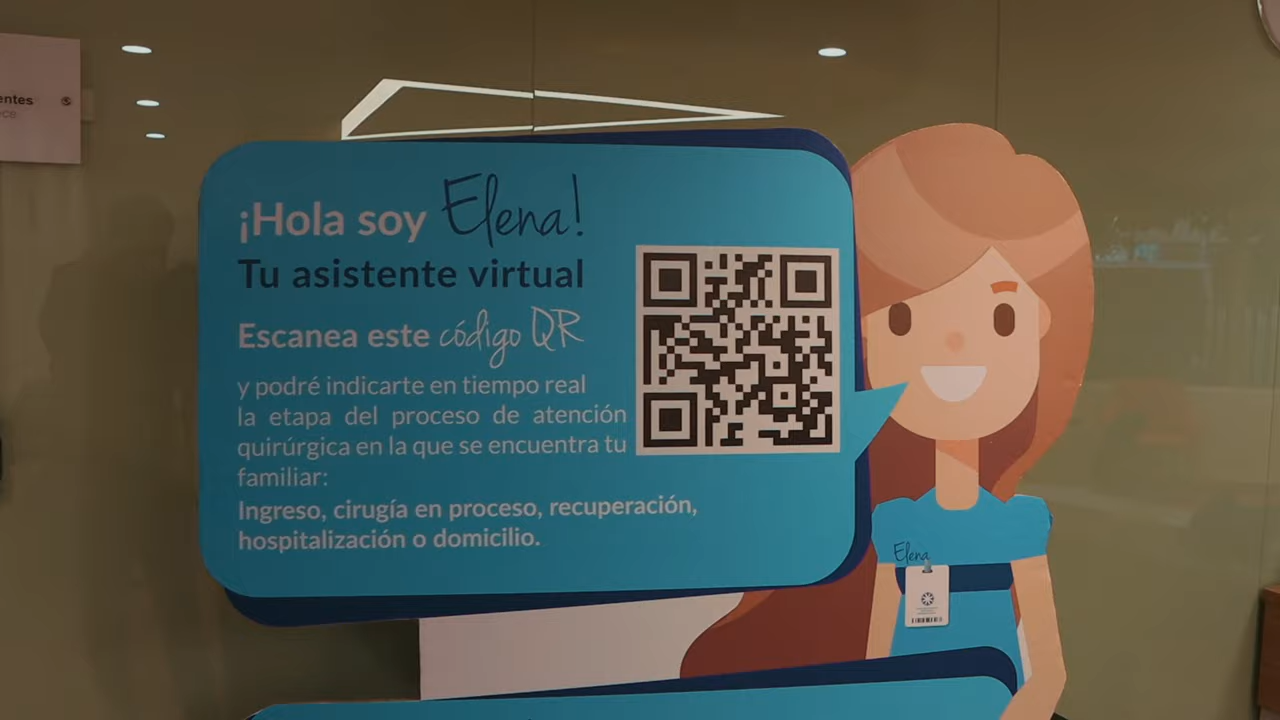 ¡Hola soy Elena!
Tu asistente virtual
Escanea este código QR
y podré indicarte en tiempo real
la etapa del proceso de atención
quirúrgica en la que se encuentra tu
familiar:
Ingreso, cirugía en proceso, recuperación,
hospitalización o domicilio.
Elena